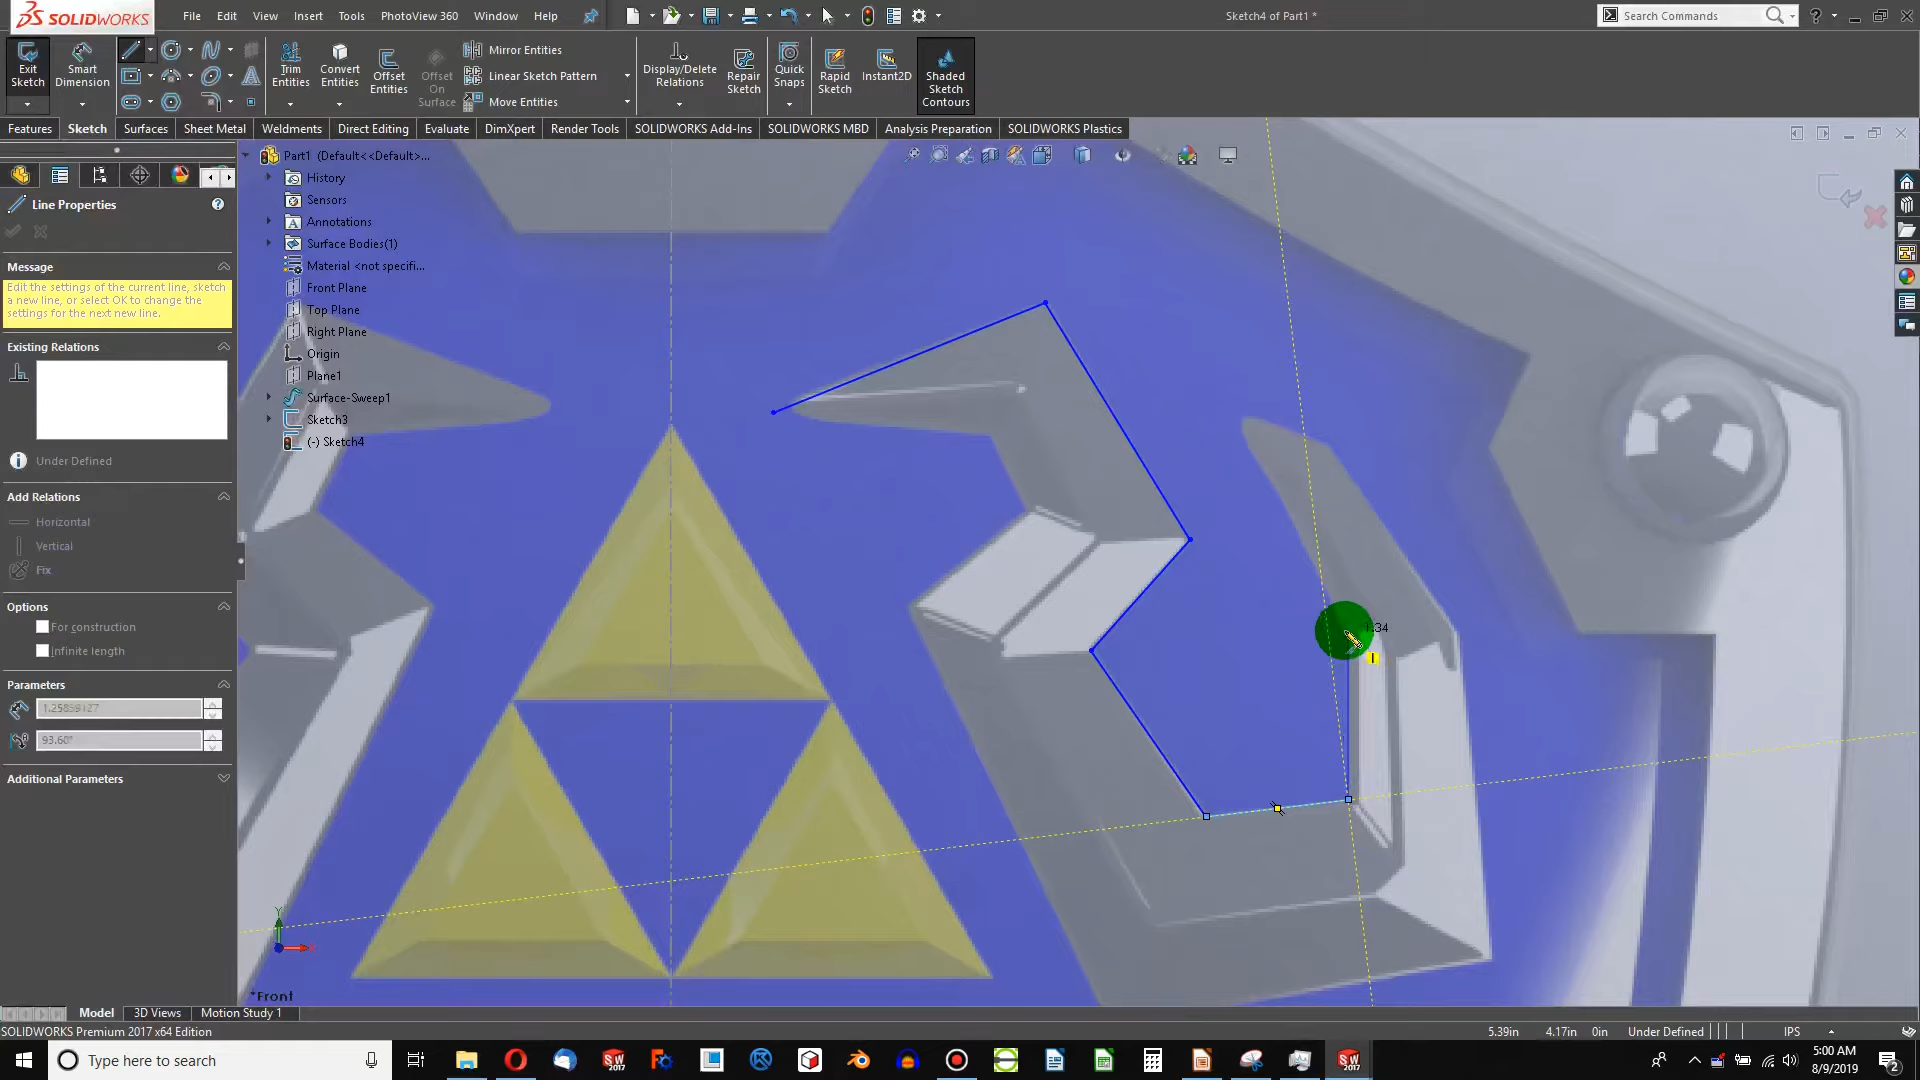 SOLIDWORKS
File Edit View Insert Tools PhotoView 360 Window Help
Sketch4 of Part1 *
Search Commands
Exit Sketch
Smart Dimension
Trim Entities
Convert Entities
Offset Entities
Offset On Surface
Mirror Entities
Linear Sketch Pattern
Move Entities
Display/Delete Relations
Repair Sketch
Quick Snaps
Rapid Sketch
Instant2D
Shaded Sketch Contours
Features Sketch Surfaces Sheet Metal Weldments Direct Editing Evaluate DimXpert Render Tools SOLIDWORKS Add-Ins SOLIDWORKS MBD Analysis Preparation SOLIDWORKS Plastics
Part1 (Default<<Default>...
History
Sensors
Annotations
Surface Bodies(1)
Material <not specifi...
Front Plane
Top Plane
Right Plane
Origin
Plane1
Surface-Sweep1
Sketch3
(-) Sketch4
Line Properties
Message
Edit the settings of the current line, sketch
a new line, or select OK to change the
settings for the next new line.
Existing Relations
Under Defined
Add Relations
Horizontal
Vertical
Fix
Options
For construction
Infinite length
Parameters
1.25859127
93.60°
Additional Parameters
*Front
Model 3D Views Motion Study 1
SOLIDWORKS Premium 2017 x64 Edition
5.39in 4.17in 0in Under Defined IPS
Type here to search
5:00 AM
8/9/2019